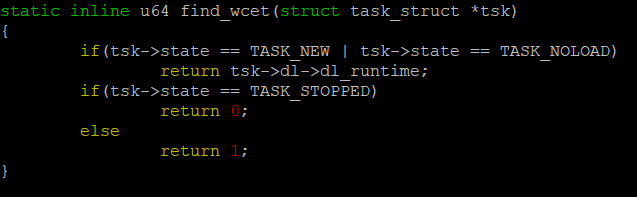 static inline u64 find_wcet(struct task_struct *tsk)
{
        if(tsk->state == TASK_NEW | tsk->state == TASK_NOLOAD)
                return tsk->dl->dl_runtime;
        if(tsk->state == TASK_STOPPED)
                return 0;
        else
                return 1;
}